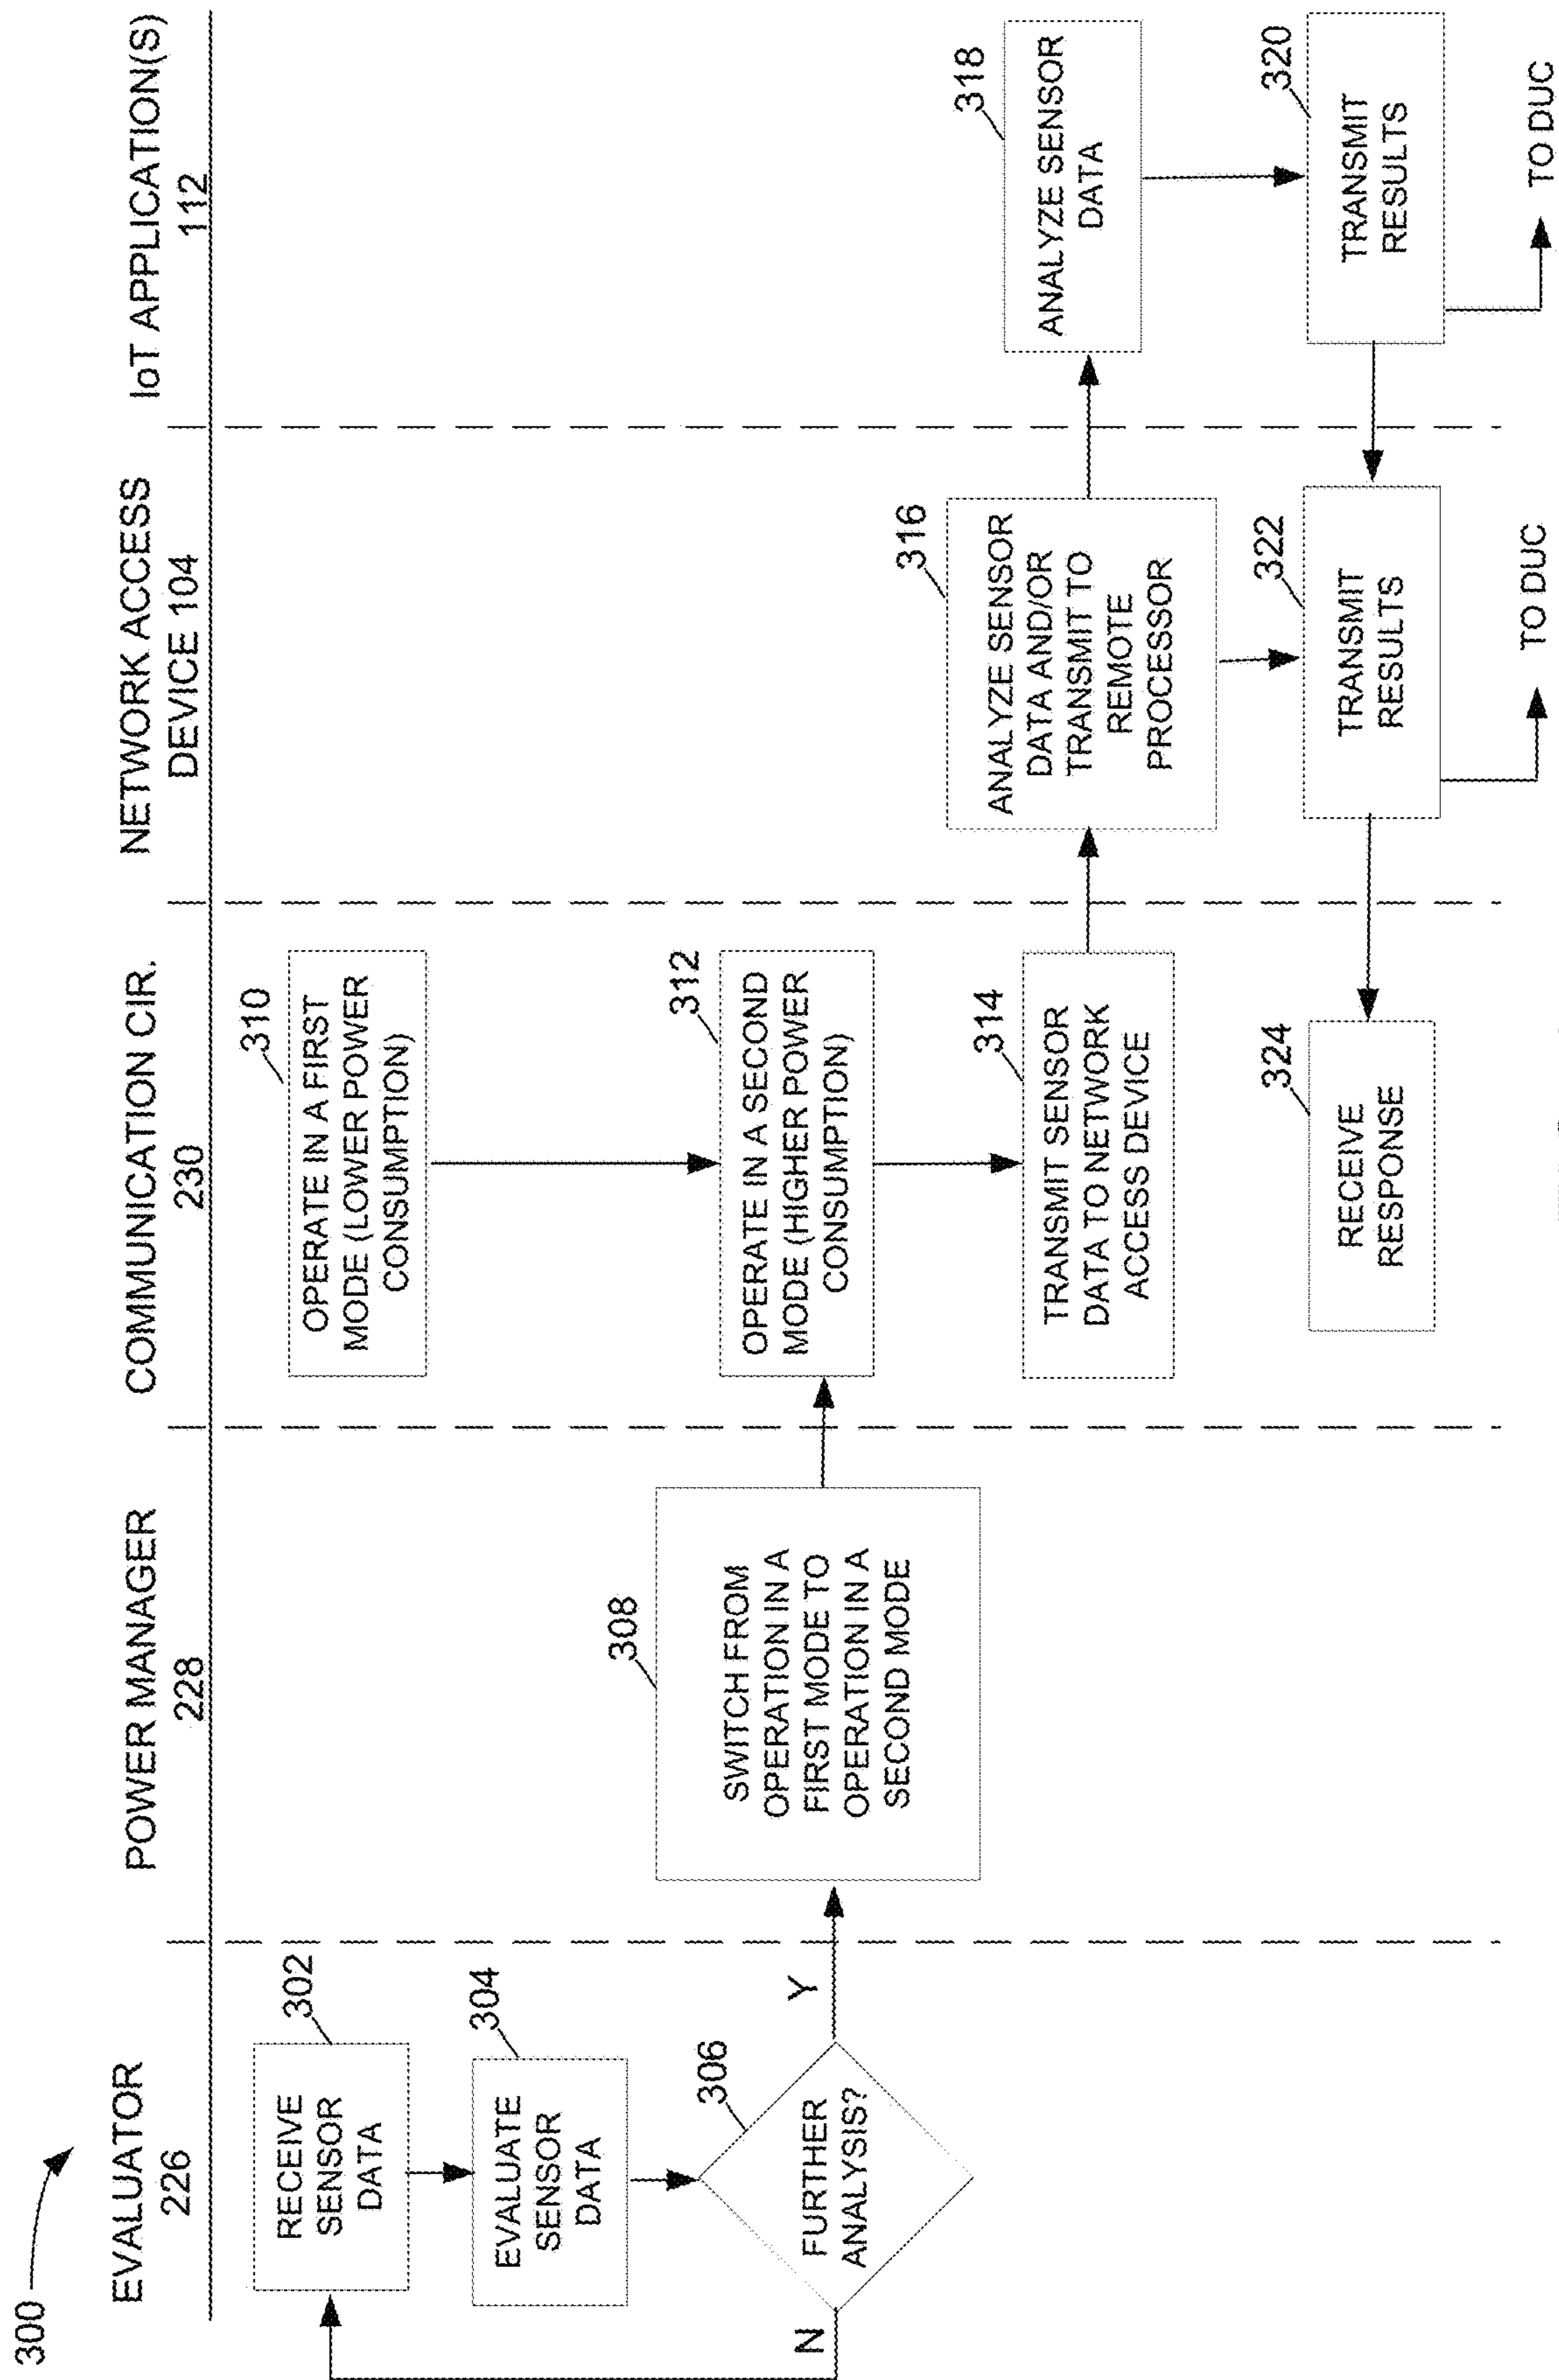 300
EVALUATOR
226
POWER MANAGER
228
COMMUNICATION CIR.
230
NETWORK ACCESS
DEVICE 104
IoT APPLICATION(S)
112
302
RECEIVE
SENSOR
DATA
304
EVALUATE
SENSOR
DATA
306
FURTHER
ANALYSIS?
N
Y
308
SWITCH FROM
OPERATION IN A
FIRST MODE TO
OPERATION IN A
SECOND MODE
310
OPERATE IN A FIRST
MODE (LOWER POWER
CONSUMPTION)
312
OPERATE IN A SECOND
MODE (HIGHER POWER
CONSUMPTION)
314
TRANSMIT SENSOR
DATA TO NETWORK
ACCESS DEVICE
316
ANALYZE SENSOR
DATA AND/OR
TRANSMIT TO
REMOTE
PROCESSOR
318
ANALYZE SENSOR
DATA
320
TRANSMIT
RESULTS
TO DUC
322
TRANSMIT
RESULTS
TO DUC
324
RECEIVE
RESPONSE